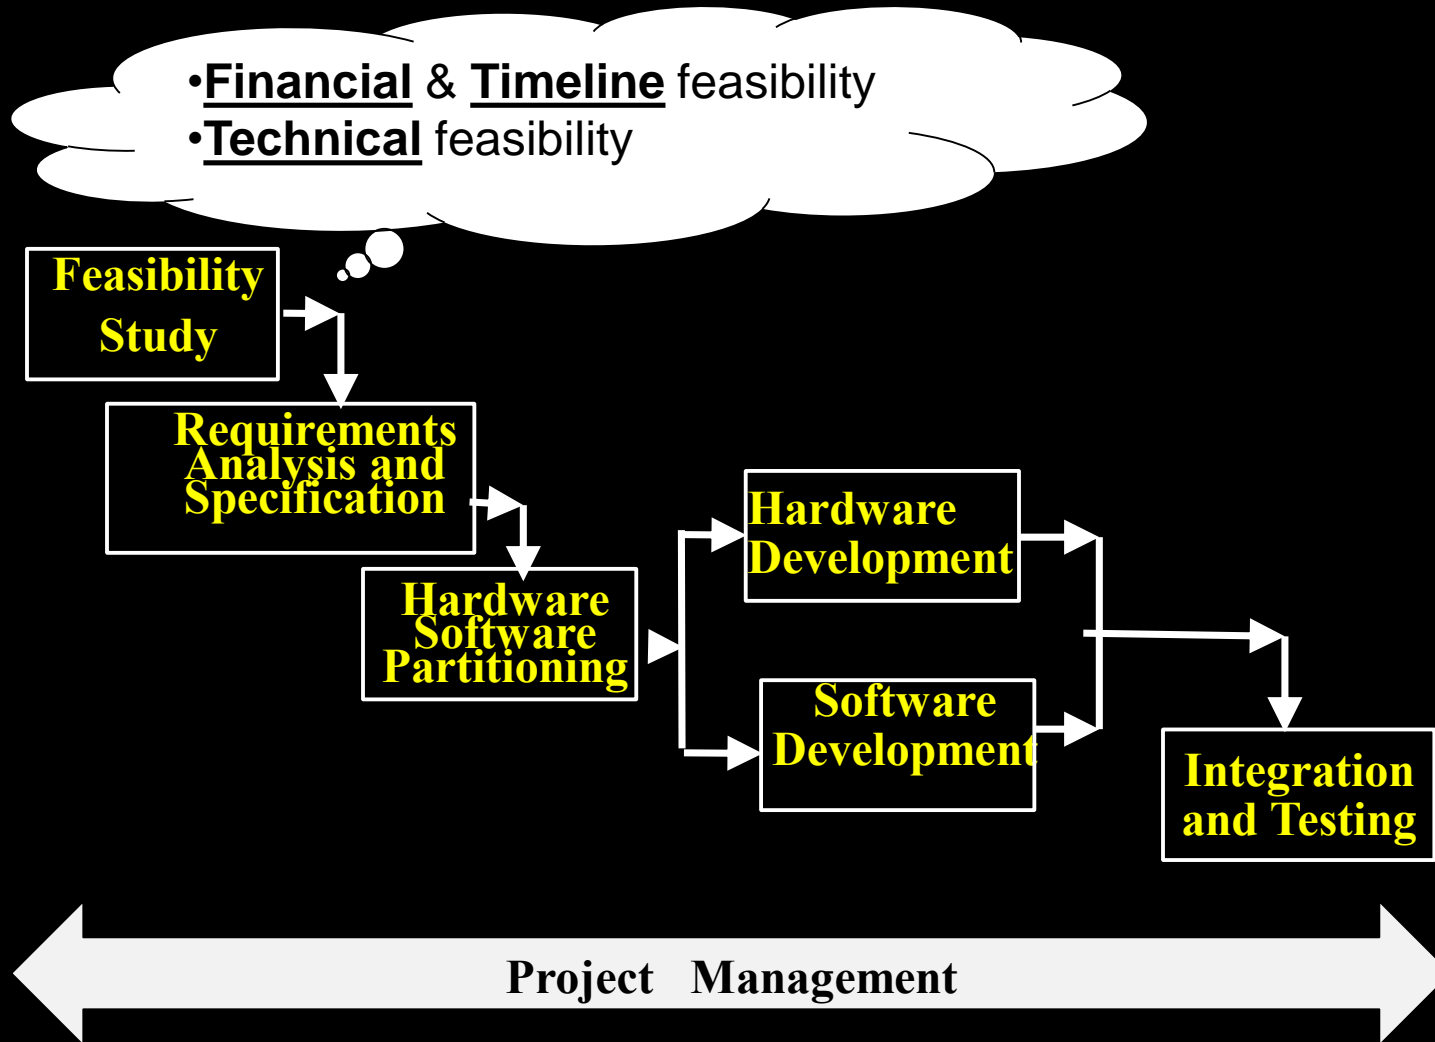 •Financial & Timeline feasibility
•Technical feasibility
Feasibility
Study
Requirements
Analysis and
Specification
Hardware
Software
Partitioning
Hardware
Development
Software
Development
Integration
and Testing
Project Management